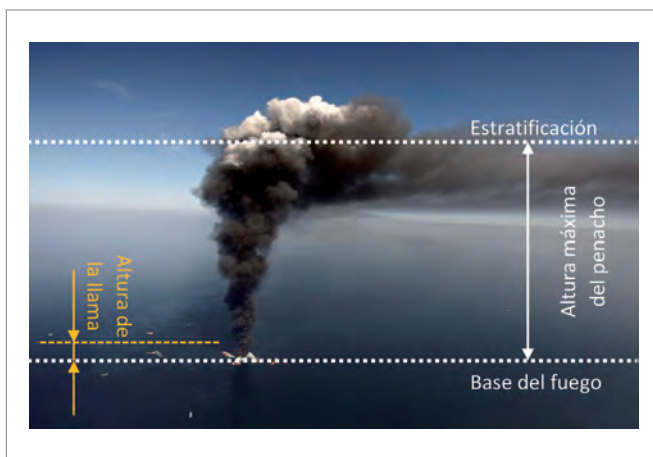 Estratificación
Altura máxima
del penacho
Altura de
la llama
Base del fuego